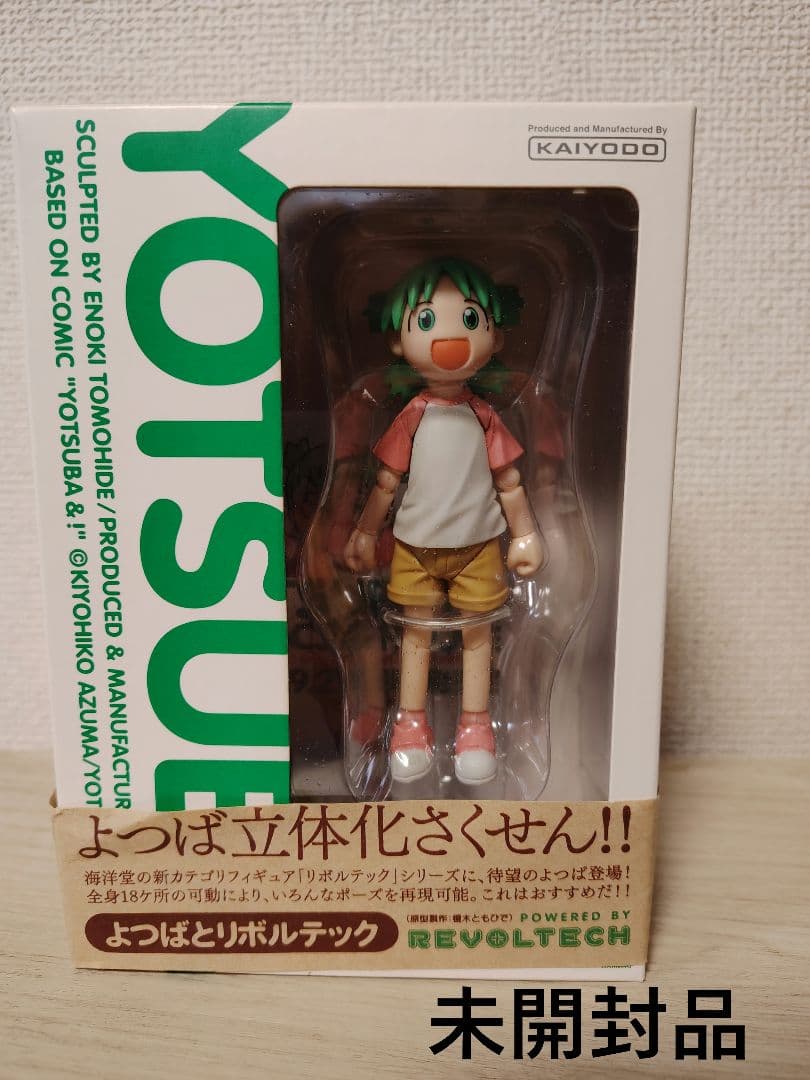 Produced and Manufactured By
KAIYODO
YOTSUB
SCULPTED BY ENOKI TOMOHIDE/PRODUCED & MANUFACTUR
BASED ON COMIC "YOTSUBA&!" ©KIYOHIKO AZUMA/YOT
よつば立体化さくせん!!
海洋堂の新カテゴリフィギュア「リボルテック」シリーズに、待望のよつば登場!
全身18ケ所の可動により、いろんなポーズを再現可能。これはおすすめだ!!
よつばとリボルテック
(原型製作:榎木ともひで) POWERED BY
REVOLTECH
未開封品